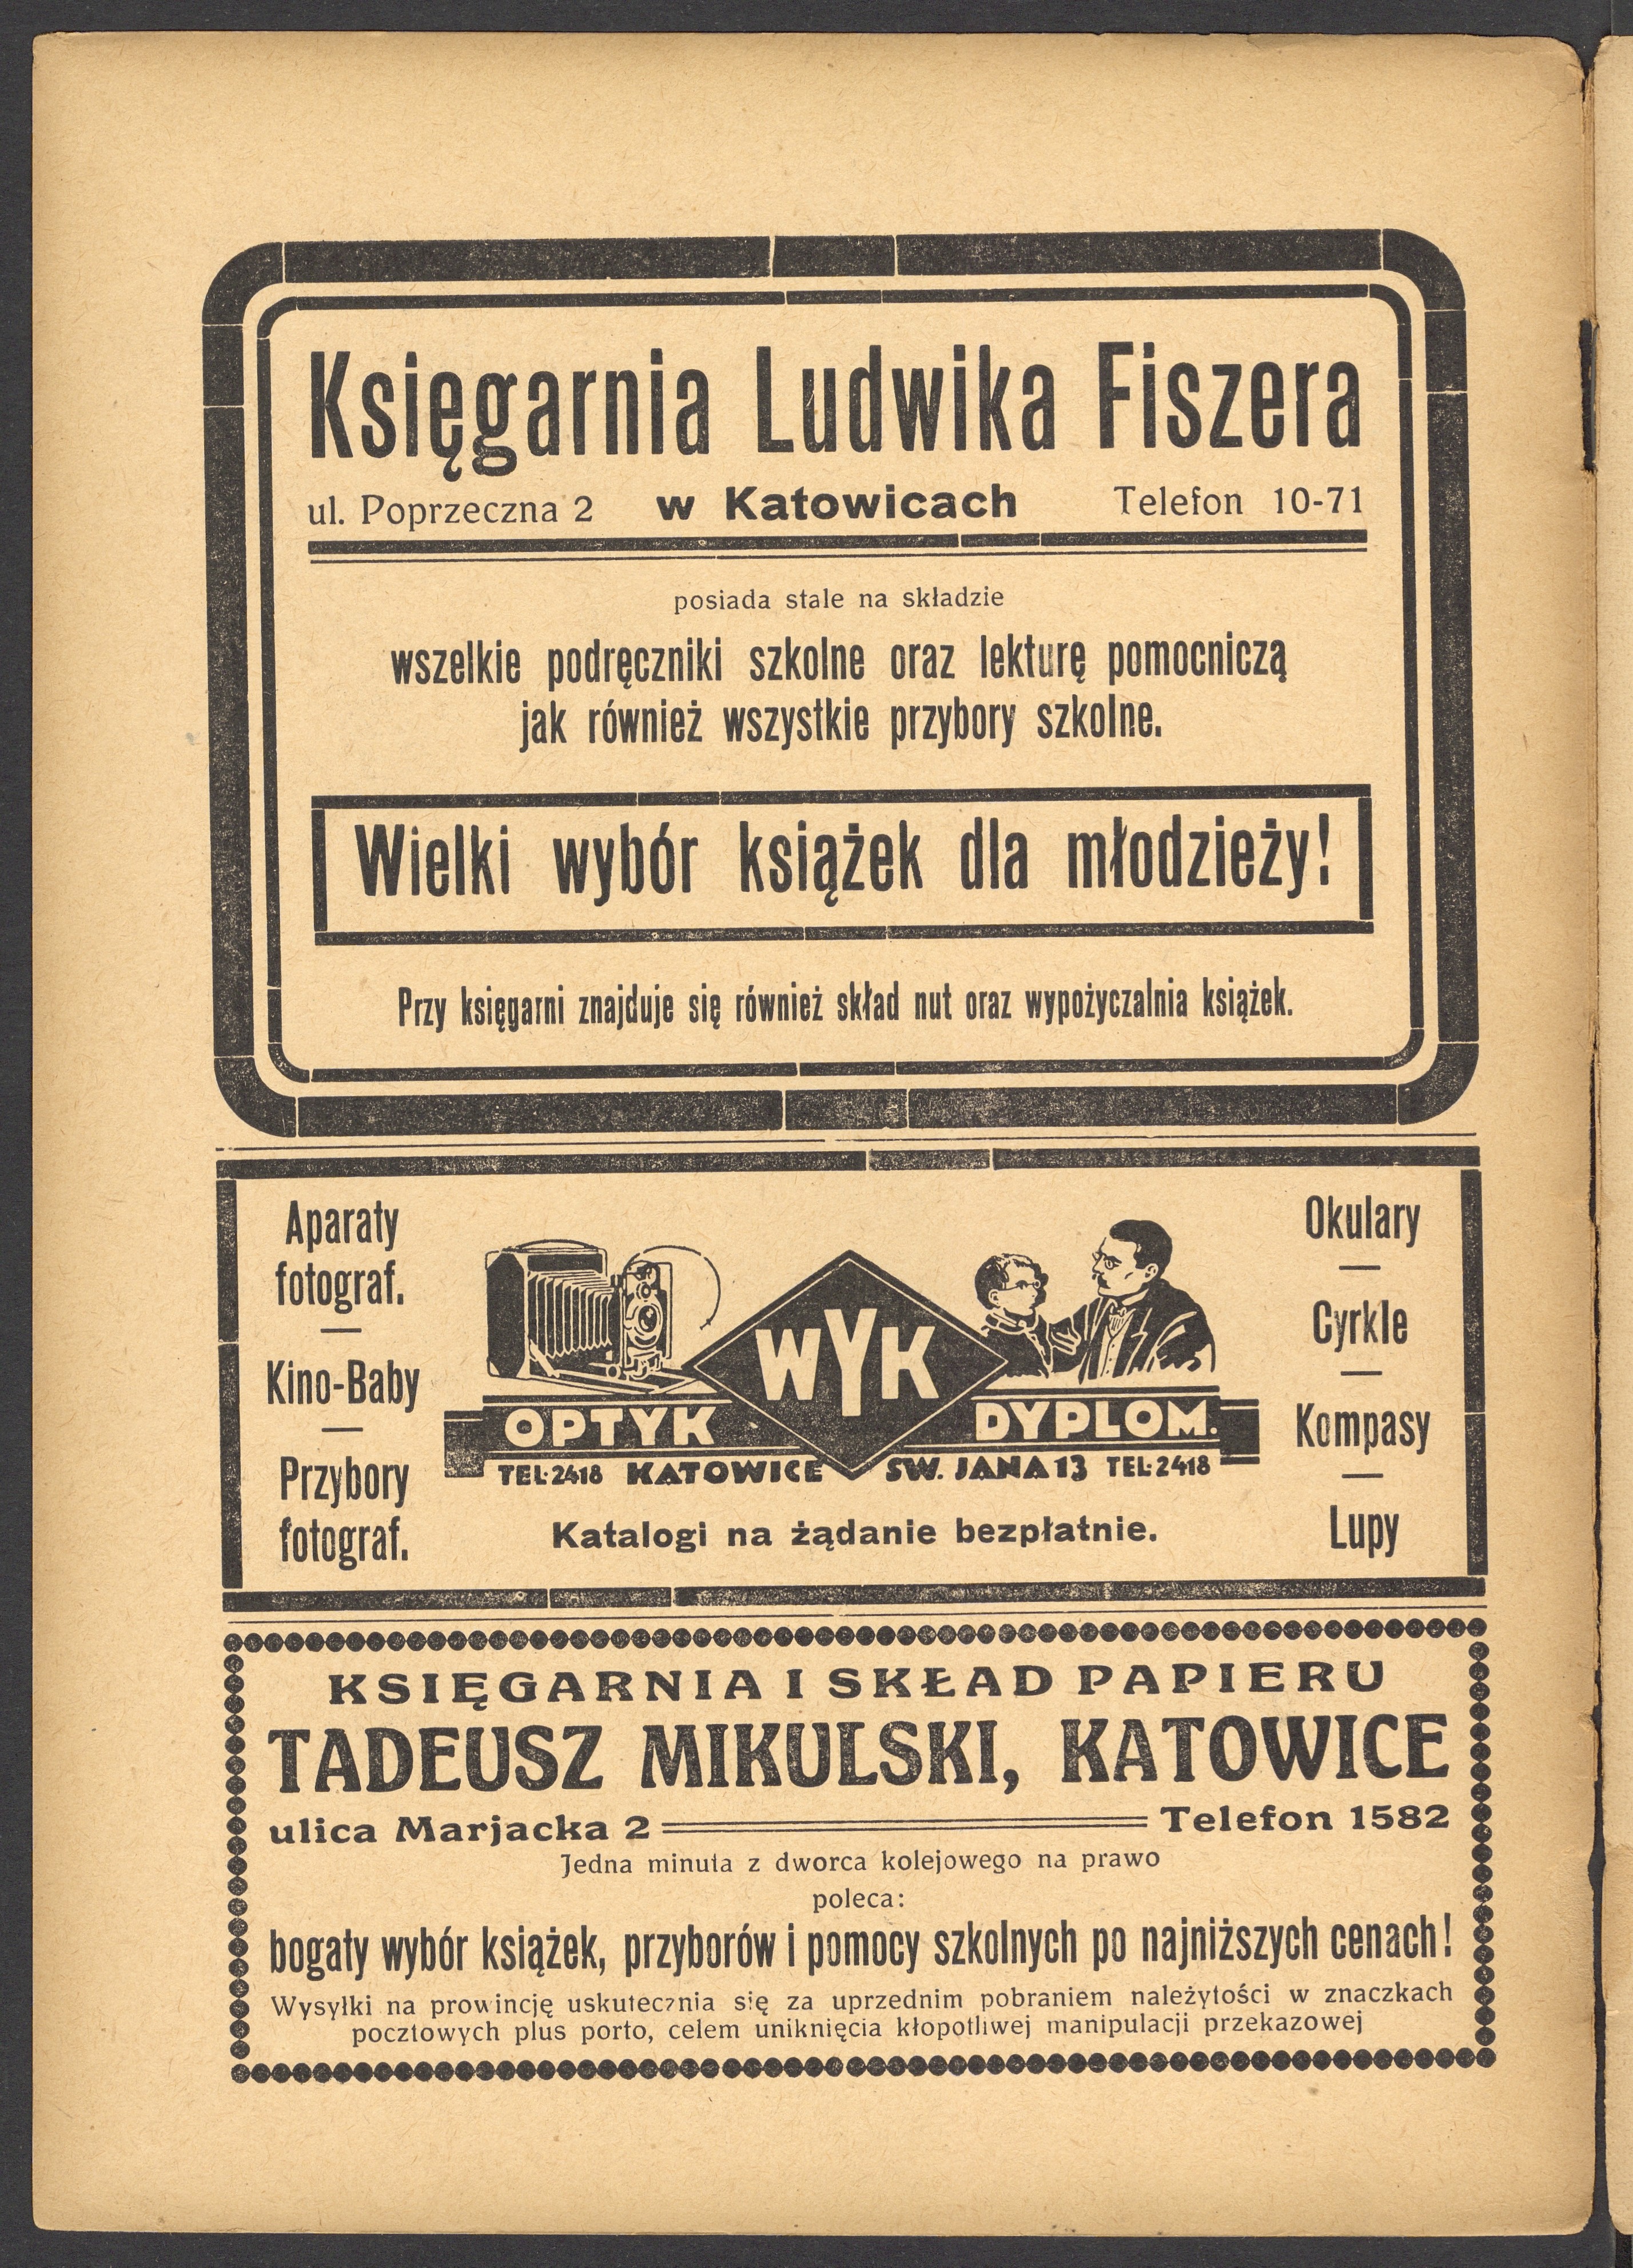 Księgarnia Ludwika Fiszera
ul. Poprzeczna 2 w Katowicach Telefon 10-71
posiada stale na składzie
wszelkie podręczniki szkolne oraz lekturę pomocniczą
jak również wszystkie przybory szkolne.
Wielki wybór książek dla młodzieży!
Przy księgarni znajduje się również skład nut oraz wypożyczalnia książek.
Aparaty
fotograf.
Kino-Baby
Przybory
fotograf.
WYK
OPTYK DYPLOM.
TEL: 2418 KATOWICE SW. JANA 13 TEL: 2418
Katalogi na żądanie bezpłatnie.
Okulary
Cyrkle
Kompasy
Lupy
KSIĘGARNIA I SKŁAD PAPIERU
TADEUSZ MIKULSKI, KATOWICE
ulica Marjacka 2 Telefon 1582
Jedna minuta z dworca kolejowego na prawo
poleca:
bogaty wybór książek, przyborów i pomocy szkolnych po najniższych cenach!
Wysyłki na prowincję uskutecznia się za uprzednim pobraniem należytości w znaczkach
pocztowych plus porto, celem uniknięcia kłopotliwej manipulacji przekazowej